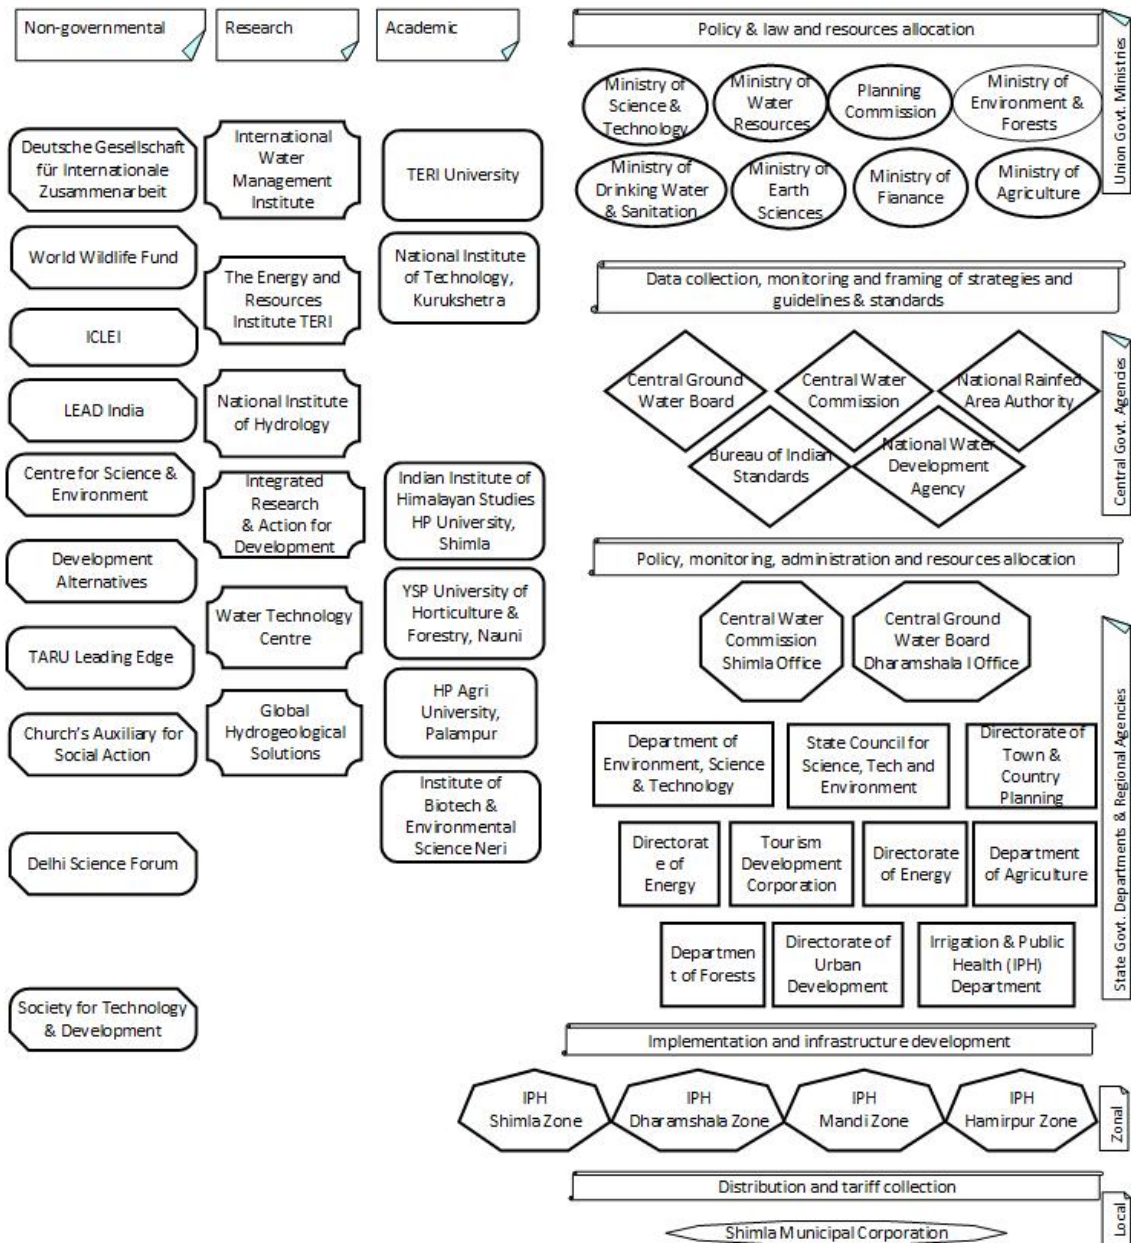 Non-governmental
Research
Academic
Deutsche Gesellschaft
für Internationale
Zusammenarbeit
World Wildlife Fund
ICLEI
LEAD India
Centre for Science &
Environment
Development
Alternatives
TARU Leading Edge
Church's Auxiliary for
Social Action
Delhi Science Forum
Society for Technology
& Development
International
Water
Management
Institute
The Energy and
Resources
Institute TERI
National Institute
of Hydrology
Integrated
Research
& Action for
Development
Water Technology
Centre
Global
Hydrogeological
Solutions
TERI University
National Institute
of Technology,
Kurukshetra
Indian Institute of
Himalayan Studies
HP University,
Shimla
YSP University of
Horticulture &
Forestry, Nauni
HP Agri
University,
Palampur
Institute of
Biotech &
Environmental
Science Neri
Policy & law and resources allocation
Union Govt. Ministries
Ministry of
Science &
Technology
Ministry of
Water
Resources
Planning
Commission
Ministry of
Environment &
Forests
Ministry of
Drinking Water
& Sanitation
Ministry of
Earth
Sciences
Ministry of
Fianance
Ministry of
Agriculture
Data collection, monitoring and framing of strategies and
guidelines & standards
Central Govt. Agencies
Central Ground
Water Board
Central Water
Commission
National Rainfed
Area Authority
Bureau of Indian
Standards
National Water
Development
Agency
Policy, monitoring, administration and resources allocation
State Govt. Departments & Regional Agencies
Central Water
Commission
Shimla Office
Central Ground
Water Board
Dharamshala I Office
Department of
Environment, Science
& Technology
State Council for
Science, Tech and
Environment
Directorate of
Town &
Country
Planning
Directorat
e of
Energy
Tourism
Development
Corporation
Directorate
of Energy
Department
of Agriculture
Departmen
t of Forests
Directorate of
Urban
Development
Irrigation & Public
Health (IPH)
Department
Implementation and infrastructure development
Zonal
IPH
Shimla Zone
IPH
Dharamshala Zone
IPH
Mandi Zone
IPH
Hamirpur Zone
Distribution and tariff collection
Local
Shimla Municipal Corporation